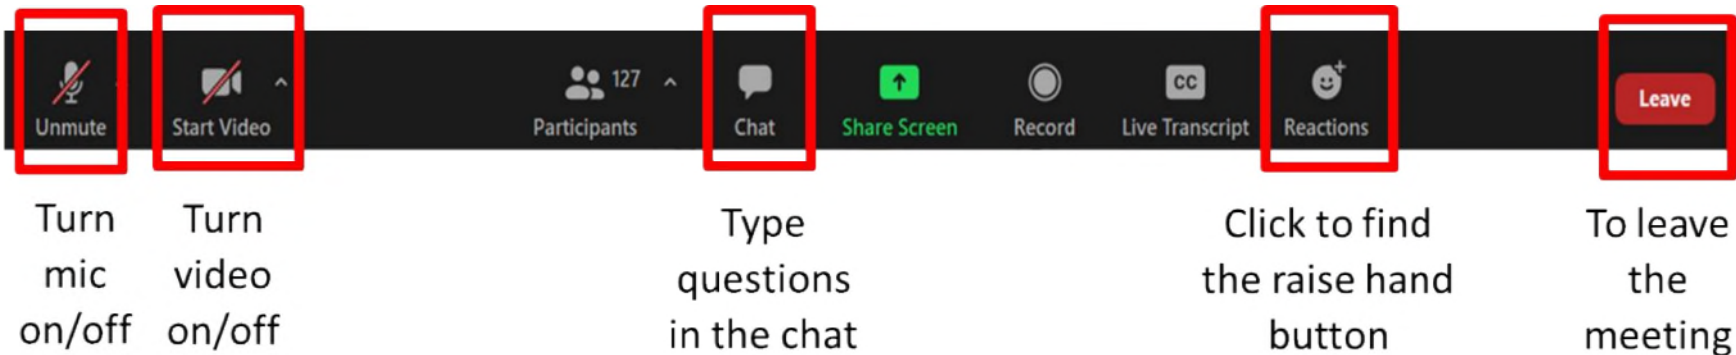 Unmute
Start Video
127
Participants
Chat
Share Screen
Record
CC
Live Transcript
Reactions
Leave
Turn
mic
on/off
Turn
video
on/off
Type
questions
in the chat
Click to find
the raise hand
button
To leave
the
meeting